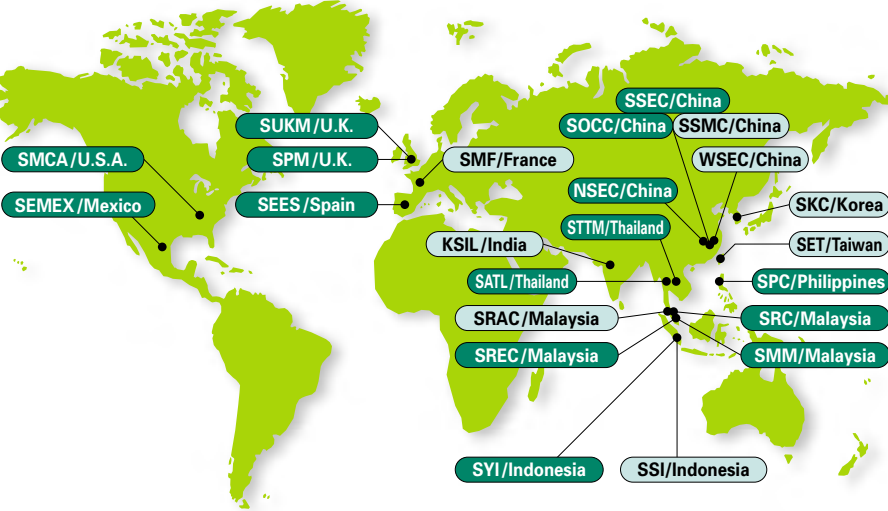 SSEC/China
SUKM/U.K.
SOCC/China
SSMC/China
SMCA/U.S.A.
SPM/U.K.
SMF/France
WSEC/China
NSEC/China
SEMEX/Mexico
SEES/Spain
SKC/Korea
STTM/Thailand
KSIL/India
SET/Taiwan
SATL/Thailand
SPC/Philippines
SRAC/Malaysia
SRC/Malaysia
SREC/Malaysia
SMM/Malaysia
SYI/Indonesia
SSI/Indonesia